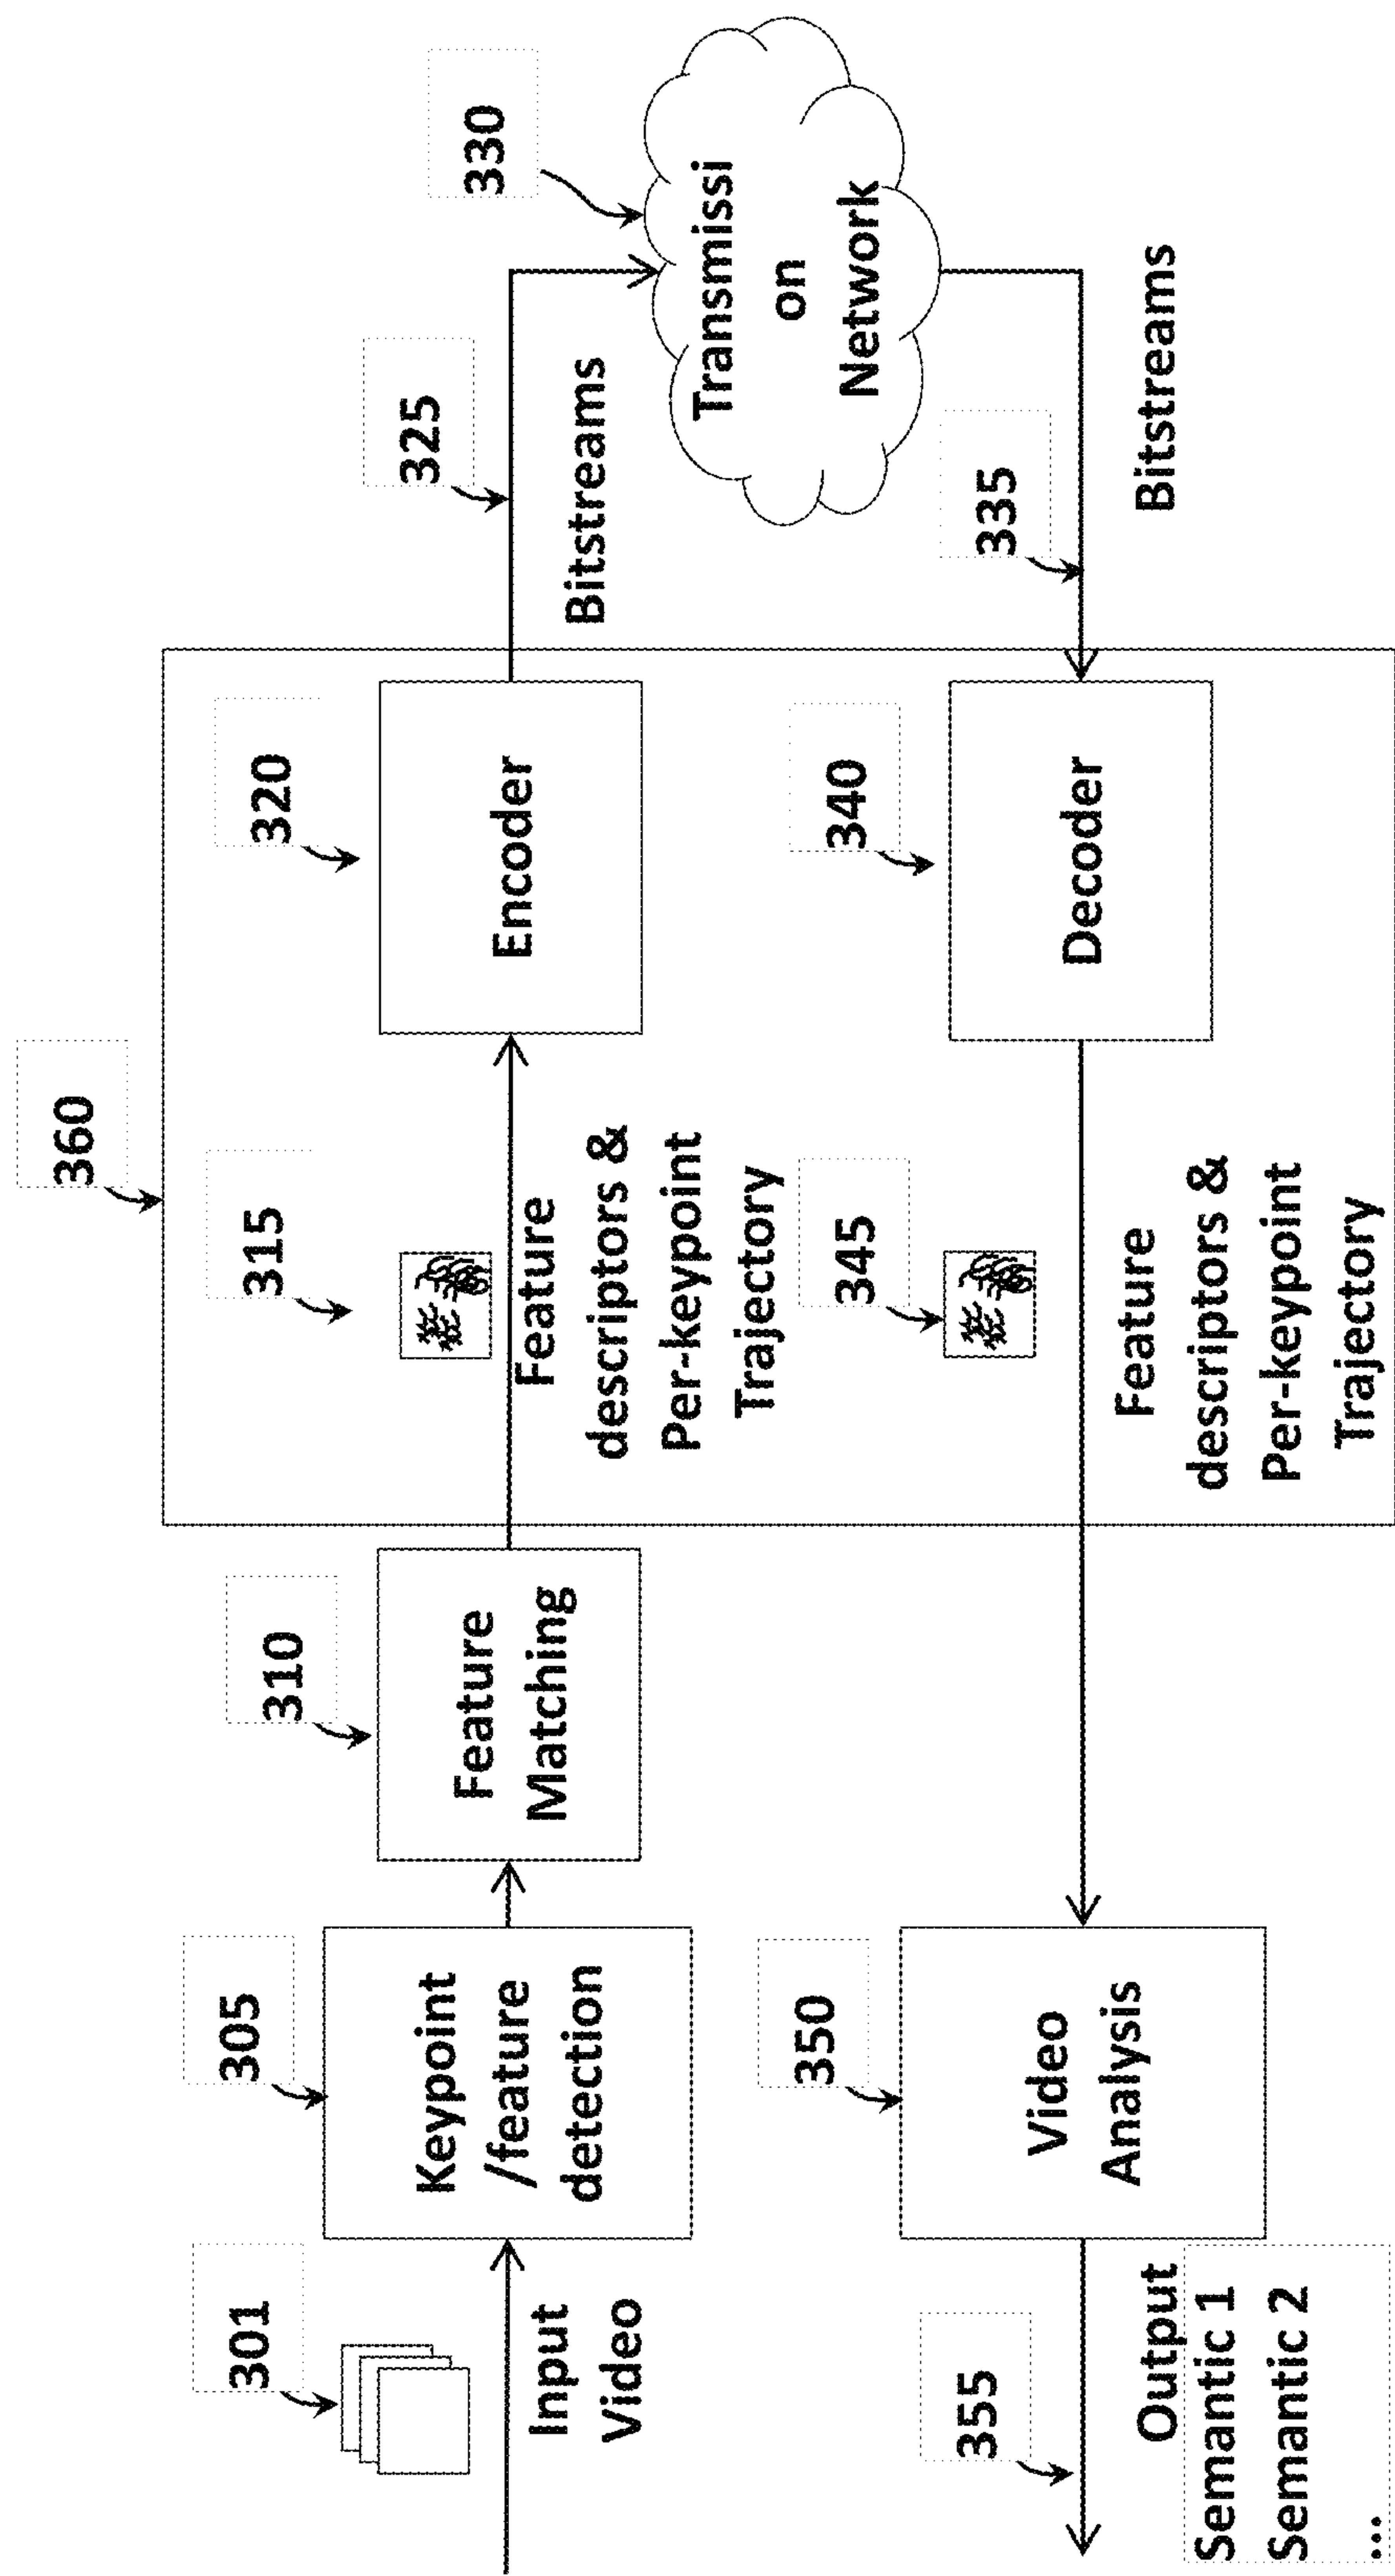 360
301
305
310
315
320
325
330
Input
Video
Keypoint
/feature
detection
Feature
Matching
Feature
descriptors &
Per-keypoint
Trajectory
Encoder
Bitstreams
Transmissi
on
Network
355
350
345
340
335
Output
Semantic 1
Semantic 2
...
Video
Analysis
Feature
descriptors &
Per-keypoint
Trajectory
Decoder
Bitstreams